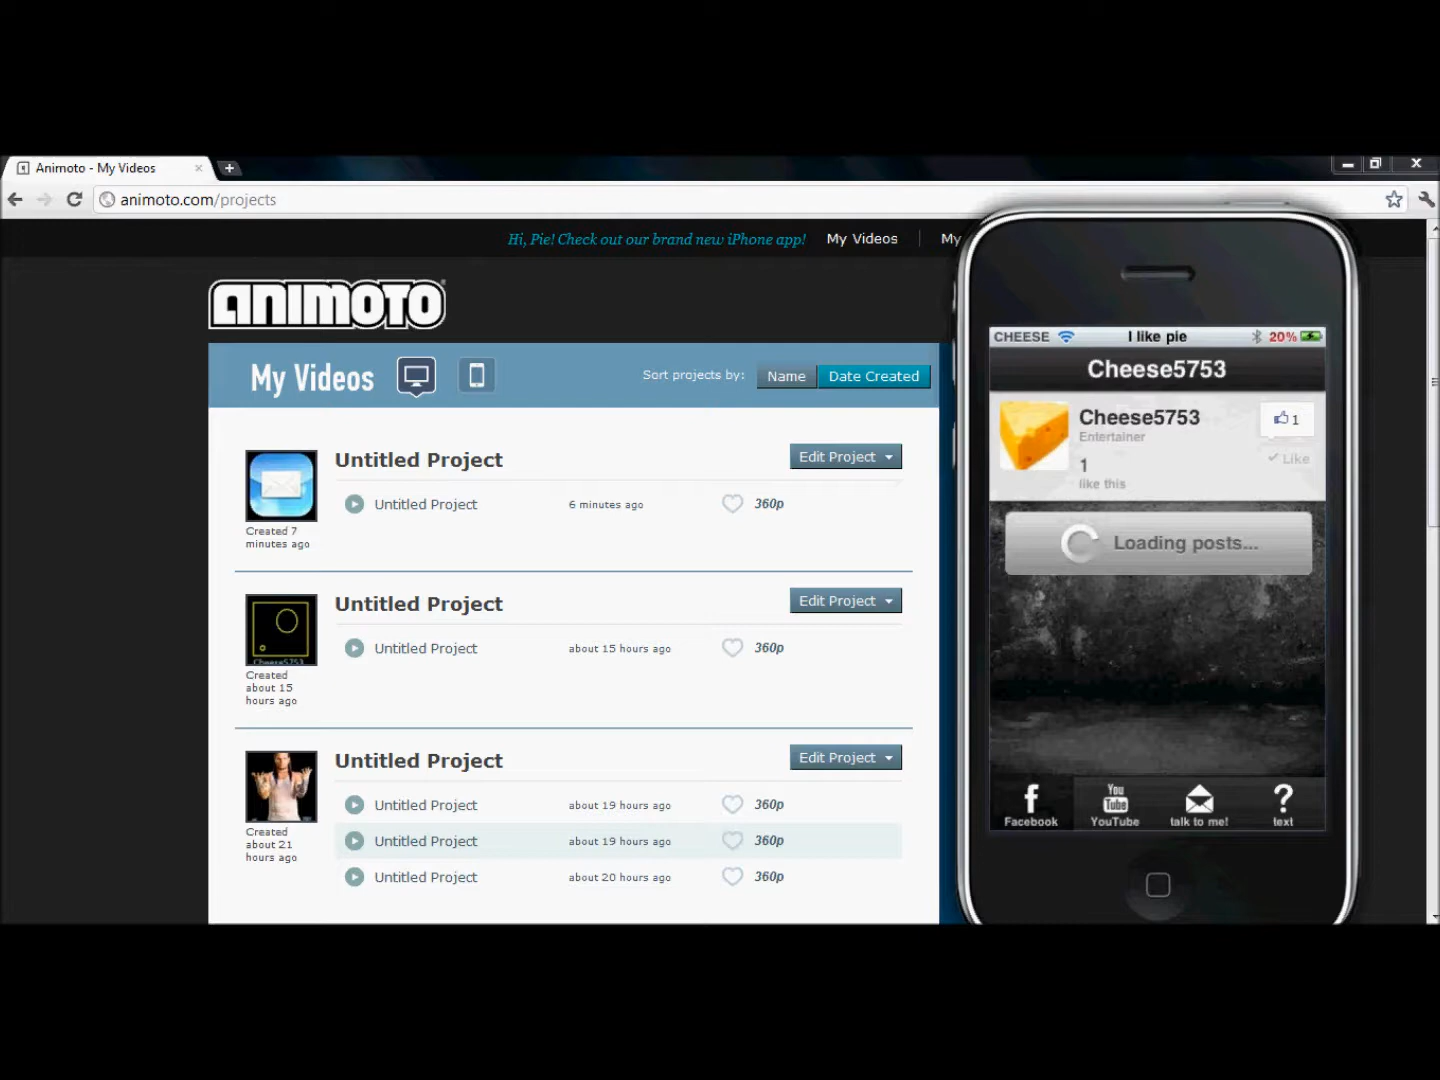 Animoto - My Videos
animoto.com/projects
Hi, Pie! Check out our brand new iPhone app!
My Videos
My
ANIMOTO
My Videos
Sort projects by:
Name
Date Created
Untitled Project
Edit Project
Untitled Project
6 minutes ago
360p
Created 7
minutes ago
Untitled Project
Edit Project
Untitled Project
about 15 hours ago
360p
Cheese5753
Created
about 15
hours ago
Untitled Project
Edit Project
Untitled Project
about 19 hours ago
360p
Untitled Project
about 19 hours ago
360p
Untitled Project
about 20 hours ago
360p
Created
about 21
hours ago
CHEESE
I like pie
20%
Cheese5753
Cheese5753
Entertainer
1
like this
1
Like
Loading posts...
f
You
Tube
?
Facebook
YouTube
talk to me!
text